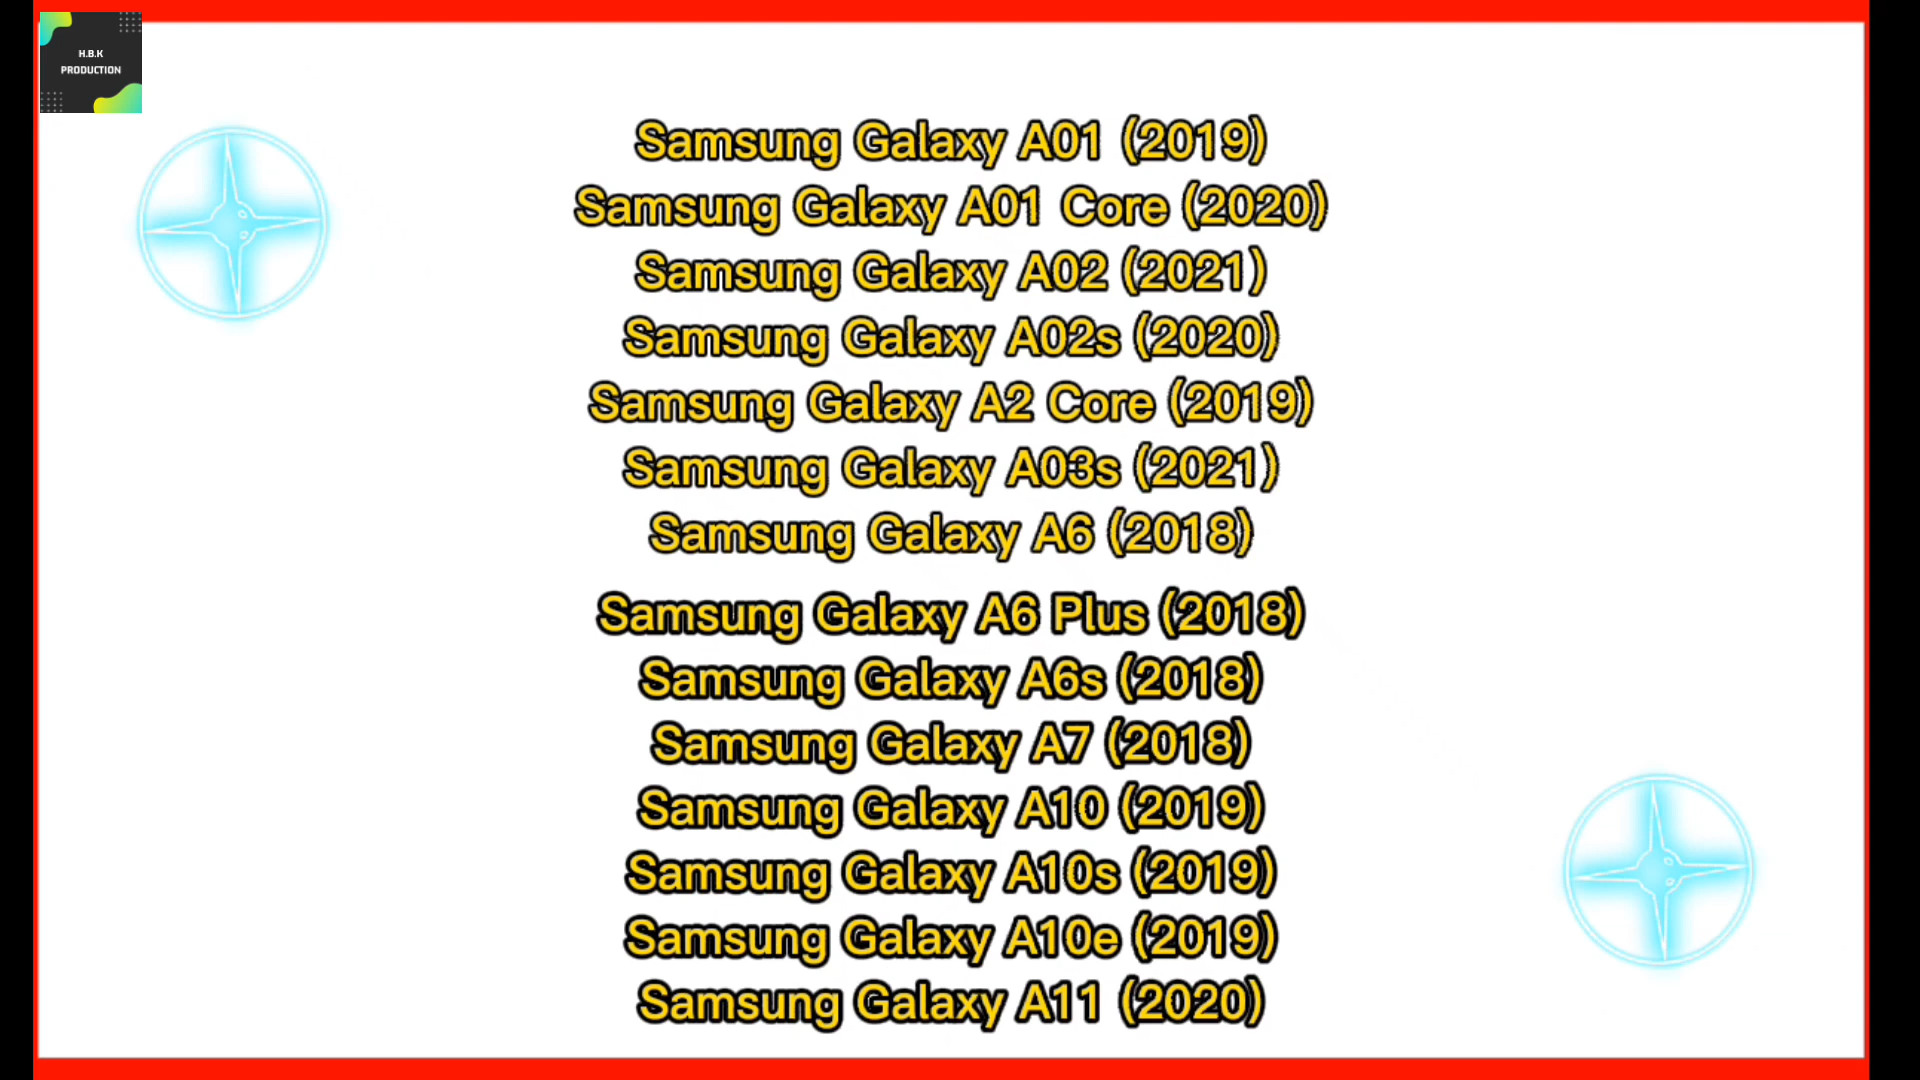 H.B.K
PRODUCTION
Samsung Galaxy A01 (2019)
Samsung Galaxy A01 Core (2020)
Samsung Galaxy A02 (2021)
Samsung Galaxy A02s (2020)
Samsung Galaxy A2 Core (2019)
Samsung Galaxy A03s (2021)
Samsung Galaxy A6 (2018)
Samsung Galaxy A6 Plus (2018)
Samsung Galaxy A6s (2018)
Samsung Galaxy A7 (2018)
Samsung Galaxy A10 (2019)
Samsung Galaxy A10s (2019)
Samsung Galaxy A10e (2019)
Samsung Galaxy A11 (2020)